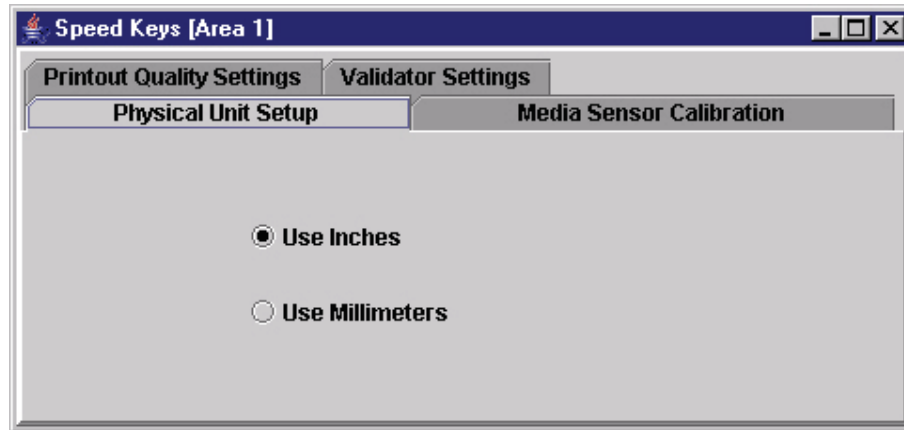 Speed Keys [Area 1]
Printout Quality Settings Validator Settings
Physical Unit Setup Media Sensor Calibration
Use Inches
Use Millimeters